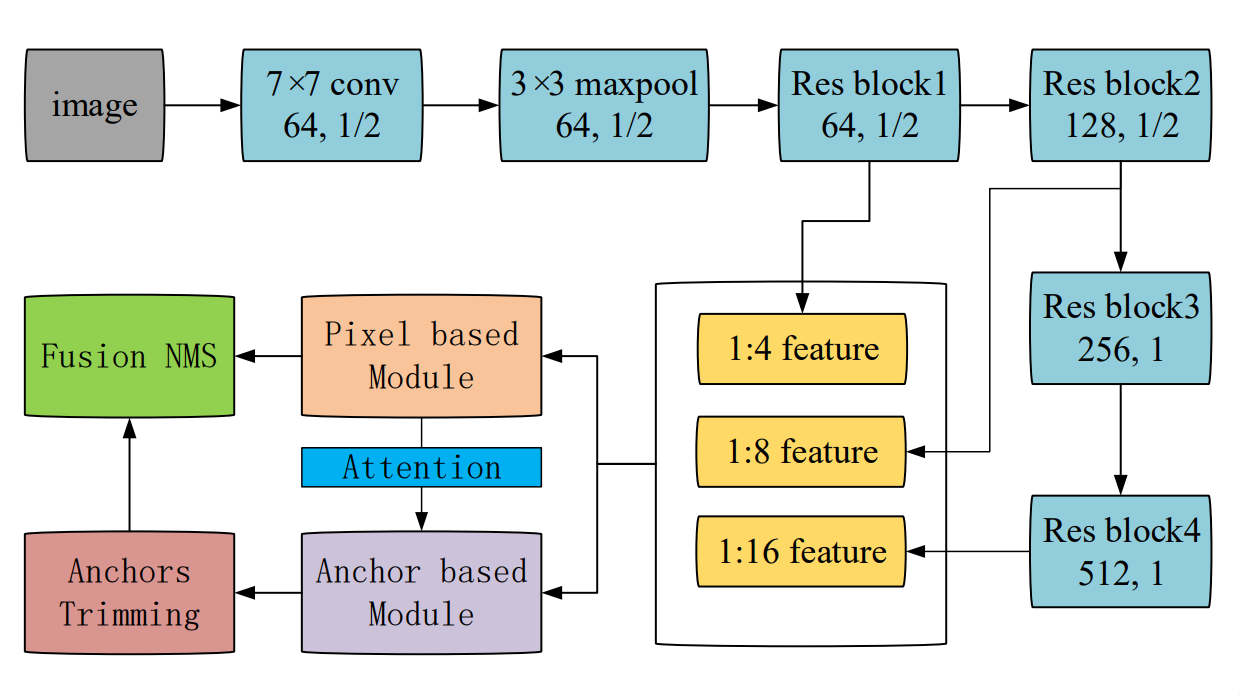 image
7×7 conv
64, 1/2
3×3 maxpool
64, 1/2
Res block1
64, 1/2
Res block2
128, 1/2
Res block3
256, 1
Res block4
512, 1
1:4 feature
1:8 feature
1:16 feature
Pixel based
Module
Attention
Anchor based
Module
Anchors
Trimming
Fusion NMS